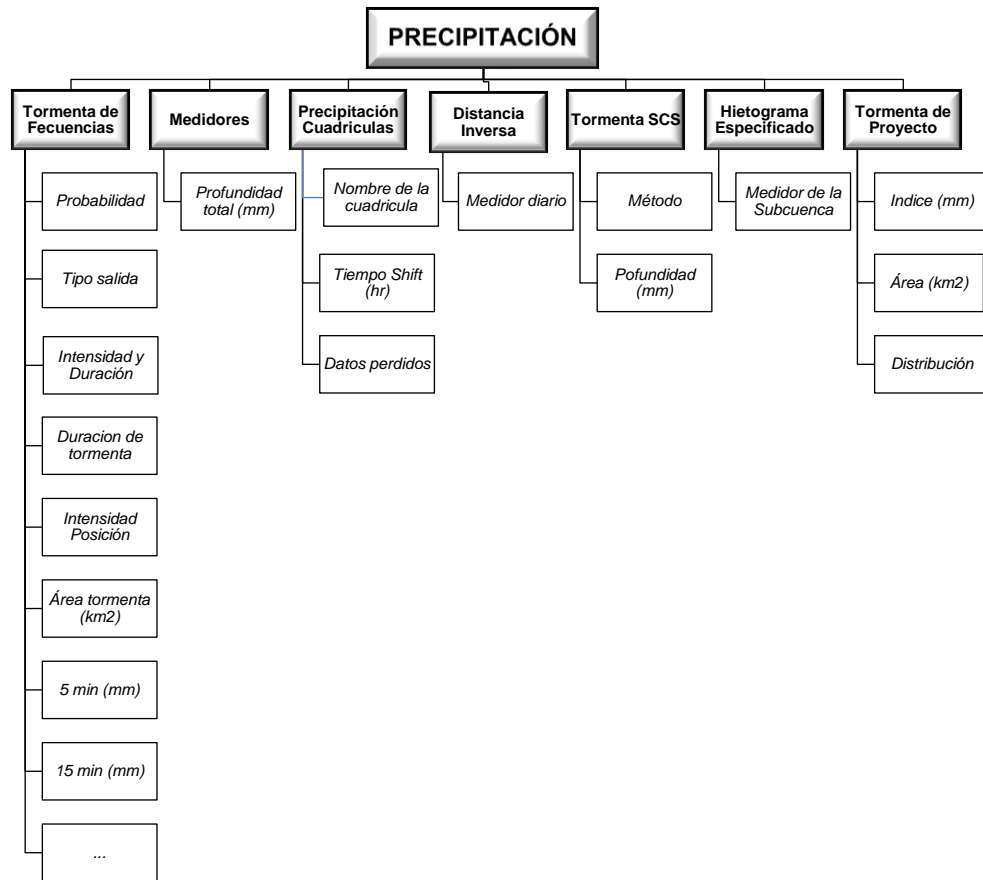 PRECIPITACIÓN
Tormenta de
Fecuencias
Probabilidad
Tipo salida
Intensidad y
Duración
Duracion de
tormenta
Intensidad
Posición
Área tormenta
(km2)
5 min (mm)
15 min (mm)
...
Medidores
Profundidad
total (mm)
Precipitación
Cuadriculas
Nombre de la
cuadricula
Tiempo Shift
(hr)
Datos perdidos
Distancia
Inversa
Medidor diario
Tormenta SCS
Método
Pofundidad
(mm)
Hietograma
Especificado
Medidor de la
Subcuenca
Tormenta de
Proyecto
Indice (mm)
Área (km2)
Distribución